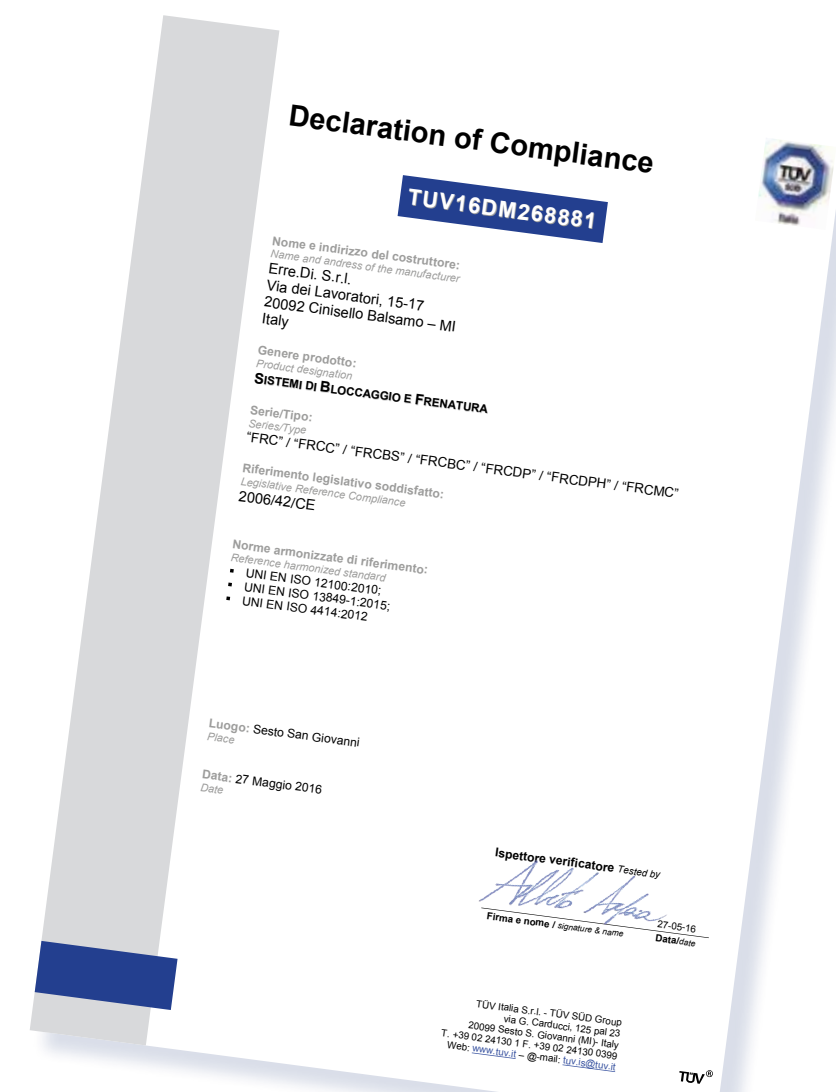 Declaration of Compliance
TÜV
SÜD
Italia
TUV16DM268881
Nome e indirizzo del costruttore:
Name and andress of the manufacturer
Erre.Di. S.r.l.
Via dei Lavoratori, 15-17
20092 Cinisello Balsamo – MI
Italy
Genere prodotto:
Product designation
SISTEMI DI BLOCCAGGIO E FRENATURA
Serie/Tipo:
Series/Type
“FRC” / “FRCC” / “FRCBS” / “FRCBC” / “FRCDP” / “FRCDPH” / “FRCMC”
Riferimento legislativo soddisfatto:
Legislative Reference Compliance
2006/42/CE
Norme armonizzate di riferimento:
Reference harmonized standard
▪ UNI EN ISO 12100:2010;
▪ UNI EN ISO 13849-1:2015;
▪ UNI EN ISO 4414:2012
Luogo: Sesto San Giovanni
Place
Data: 27 Maggio 2016
Date
Ispettore verificatore Tested by
27-05-16
Firma e nome / signature & name Data/date
TÜV Italia S.r.l. - TÜV SÜD Group
via G. Carducci, 125 pal 23
20099 Sesto S. Giovanni (MI)- Italy
T. +39 02 24130 1 F. +39 02 24130 0399
Web: www.tuv.it – @-mail: tuv.is@tuv.it
TÜV®